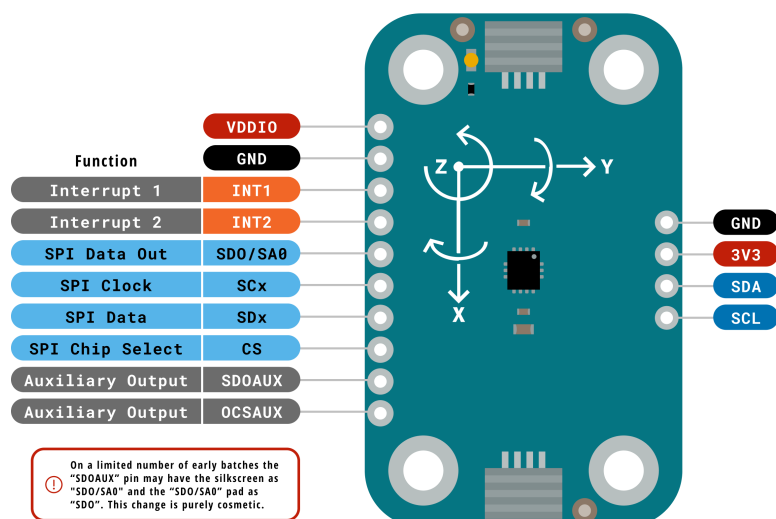 VDDIO
Function
GND
Interrupt 1 INT1
Interrupt 2 INT2
SPI Data Out SDO/SA0
SPI Clock SCx
SPI Data SDx
SPI Chip Select CS
Auxiliary Output SDOAUX
Auxiliary Output OCSAUX
Z
Y
X
GND
3V3
SDA
SCL
On a limited number of early batches the
“SDOAUX” pin may have the silkscreen as
"SDO/SA0" and the “SDO/SA0” pad as
“SDO”. This change is purely cosmetic.